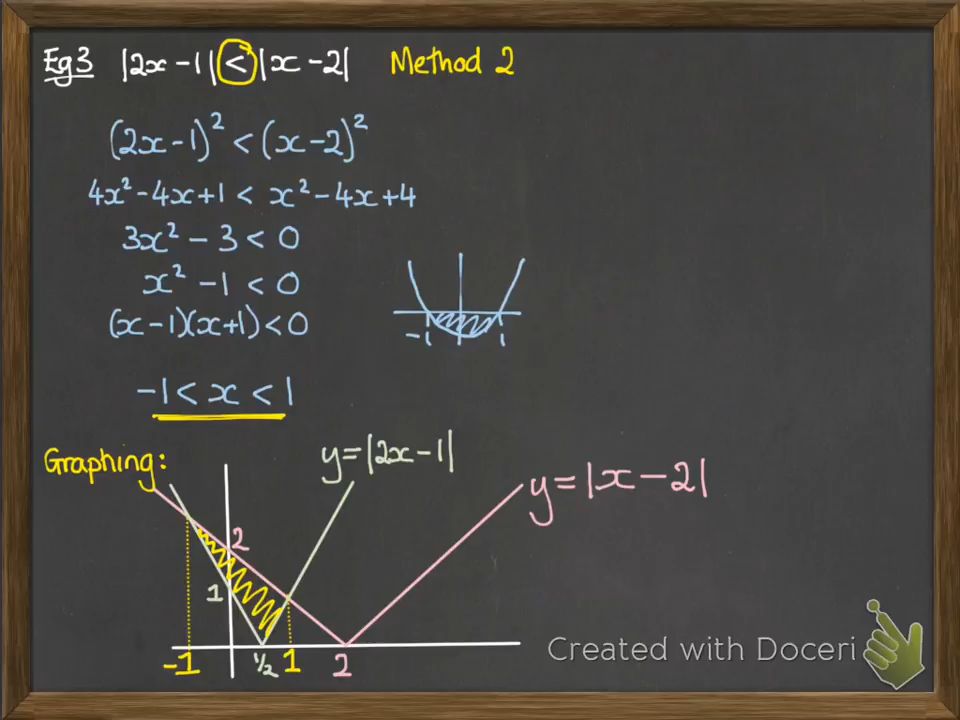 Eg3 |2x-1| < |x-2| Method 2
(2x-1)² < (x-2)²
4x²-4x+1 < x²-4x+4
3x² - 3 < 0
x² - 1 < 0
(x-1)(x+1) < 0
-1 1
-1 < x < 1
Graphing:
y=|2x-1|
y=|x-2|
2
1
-1 ½ 1 2
Created with Doceri